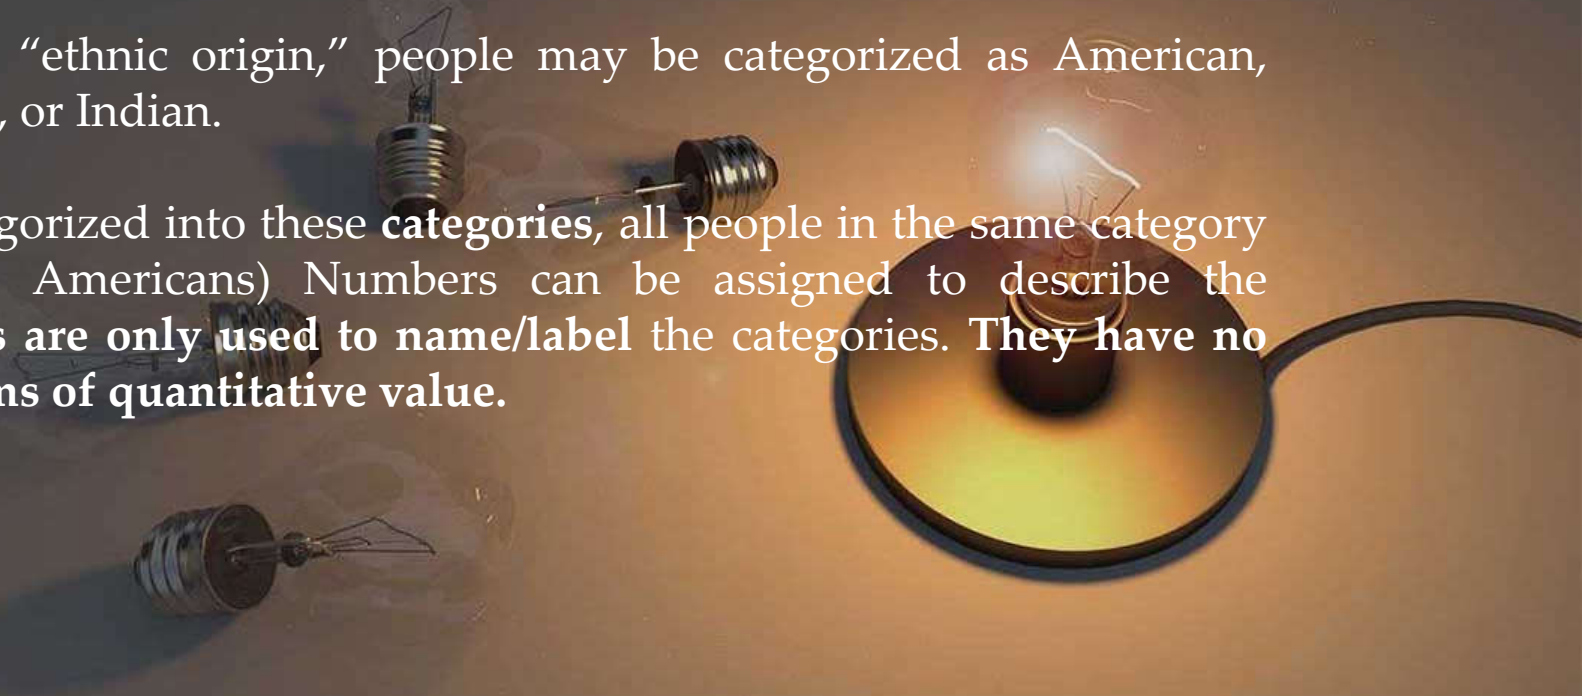 “ethnic origin,” people may be categorized as American,
, or Indian.
gorized into these categories, all people in the same category
Americans) Numbers can be assigned to describe the
s are only used to name/label the categories. They have no
ms of quantitative value.